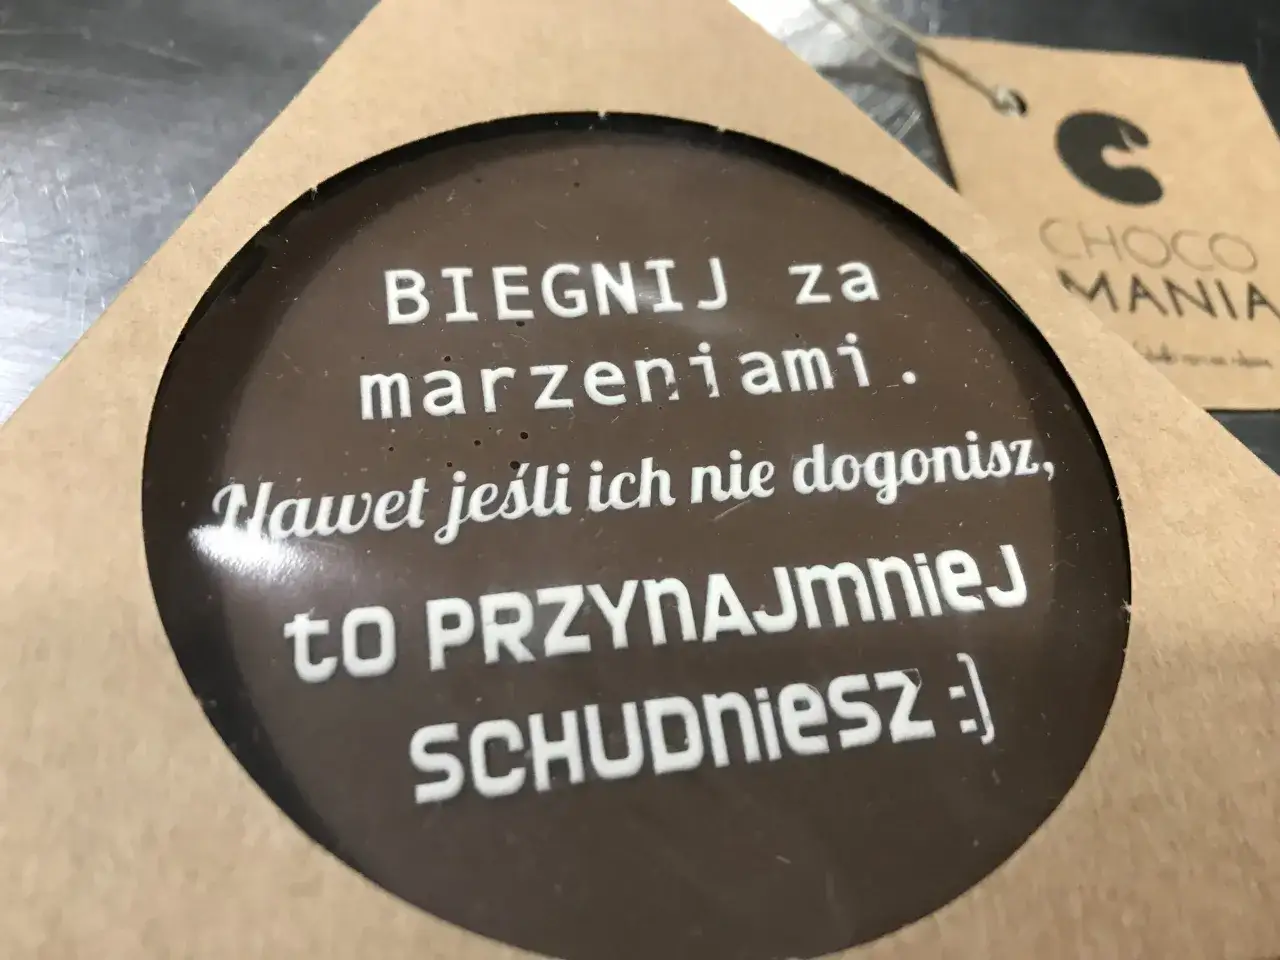 BIEGNIJ za
marzeniami.
Nawet jeśli ich nie dogonisz,
to PRZYNAJMNIEJ
SCHUDNIESZ :)
CHOCO
MANIA